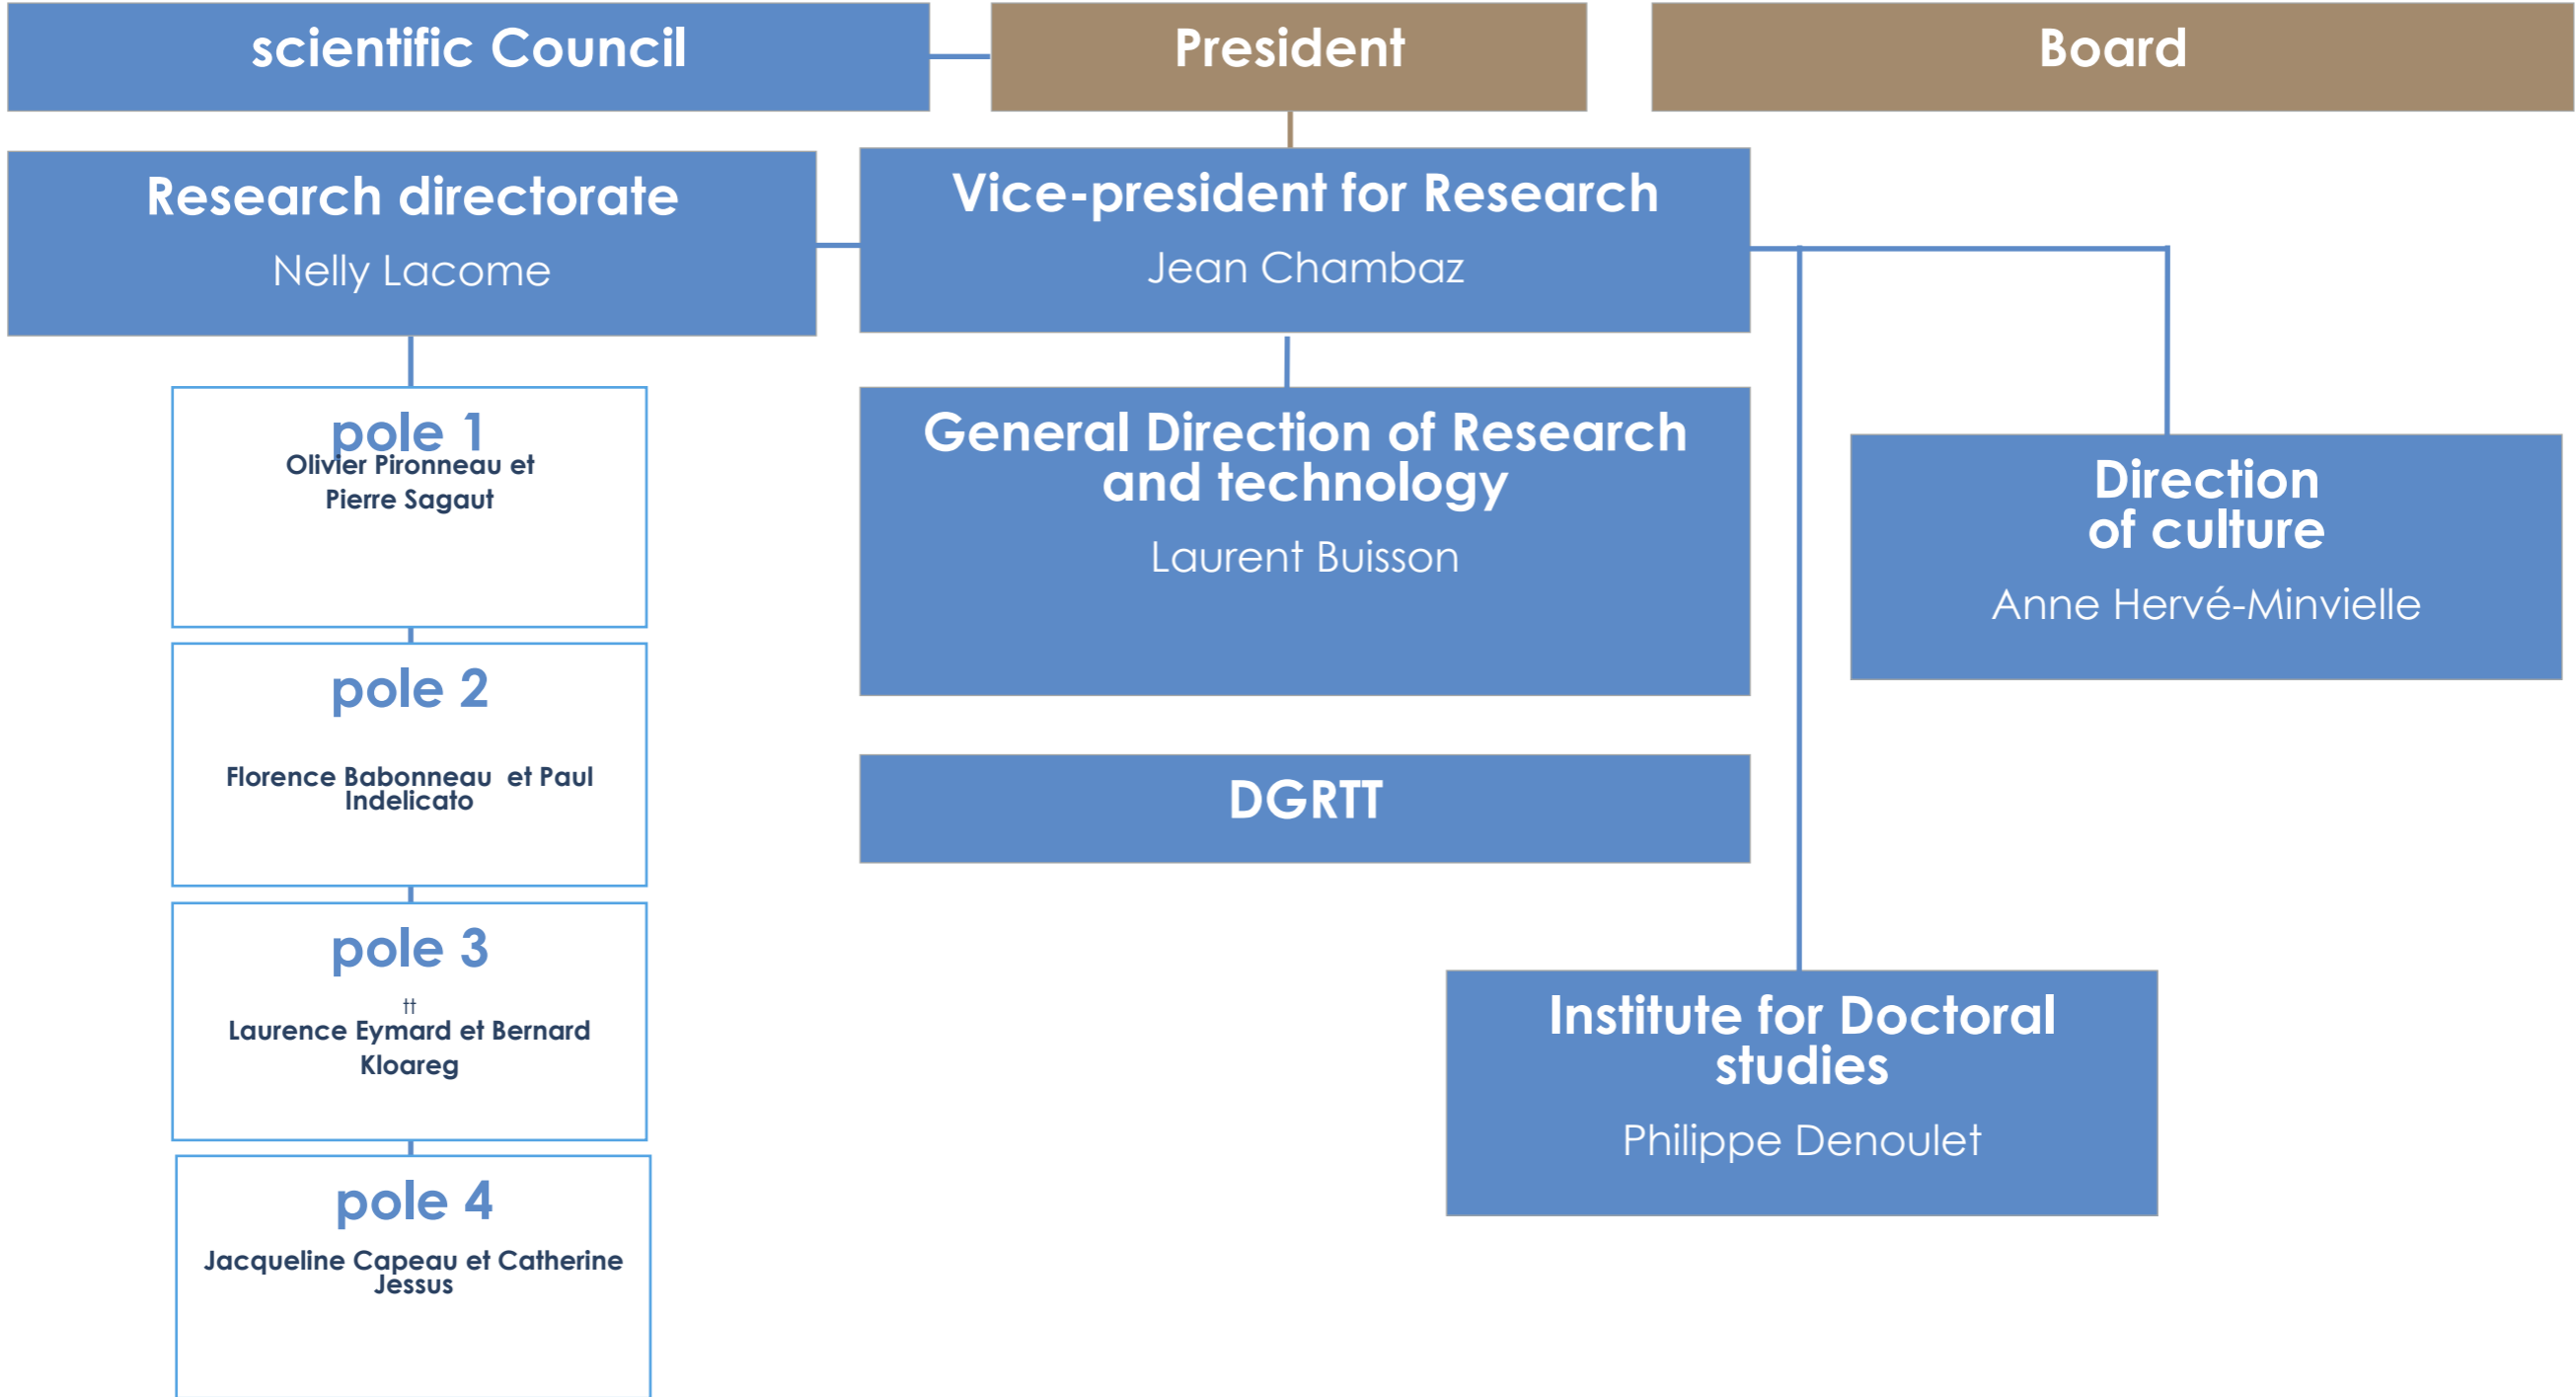 scientific Council
President
Board
Research directorate
Nelly Lacome
Vice-president for Research
Jean Chambaz
pole 1
Olivier Pironneau et
Pierre Sagaut
General Direction of Research
and technology
Laurent Buisson
Direction
of culture
Anne Hervé-Minvielle
pole 2
Florence Babonneau et Paul
Indelicato
DGRTT
pole 3
††
Laurence Eymard et Bernard
Kloareg
Institute for Doctoral
studies
Philippe Denoulet
pole 4
Jacqueline Capeau et Catherine
Jessus